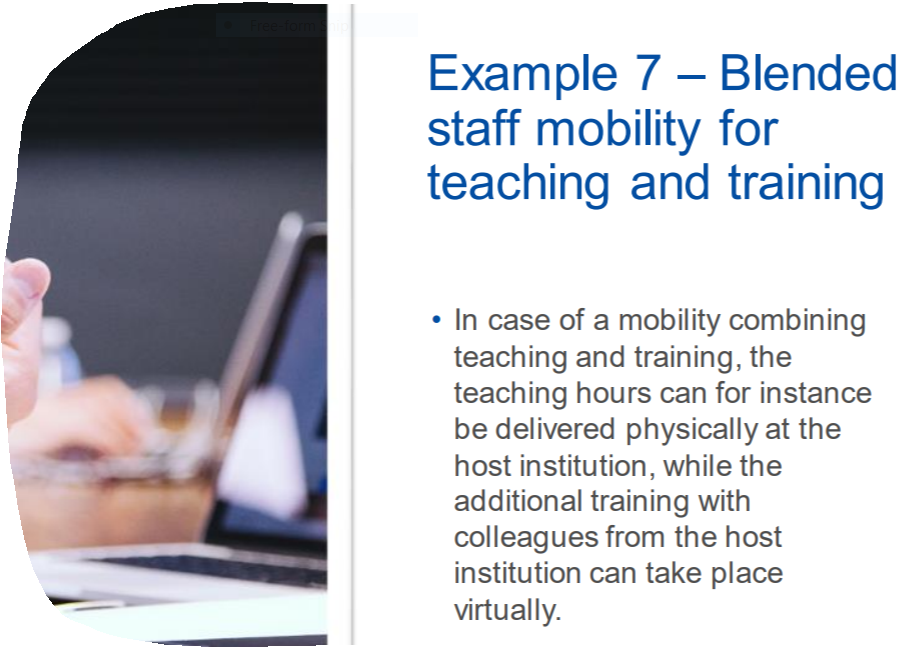 Example 7 – Blended
staff mobility for
teaching and training
• In case of a mobility combining
teaching and training, the
teaching hours can for instance
be delivered physically at the
host institution, while the
additional training with
colleagues from the host
institution can take place
virtually.